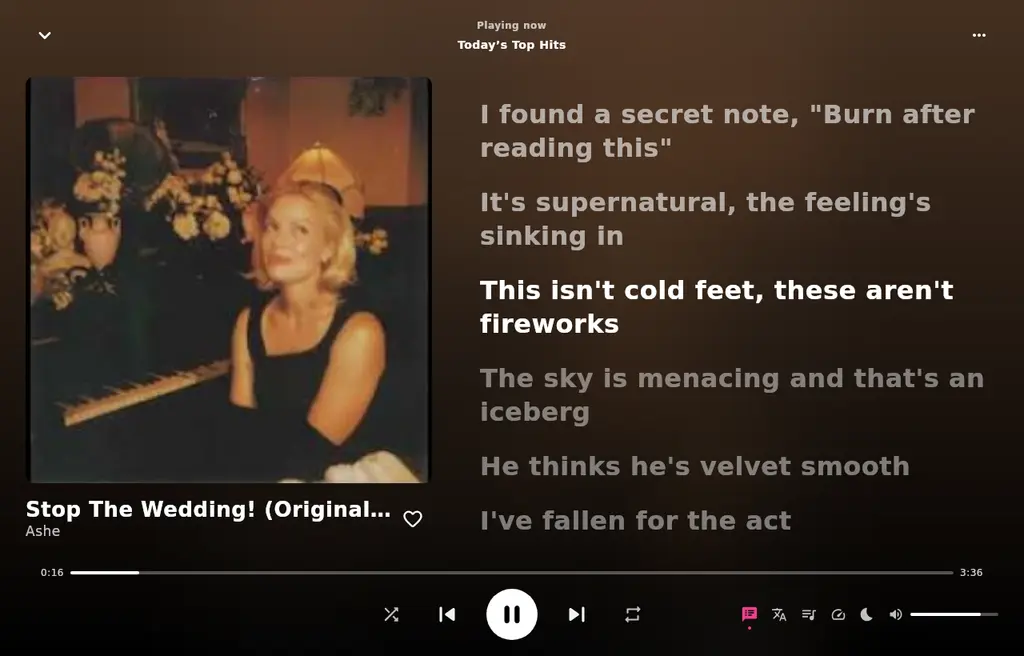 Playing now
Today’s Top Hits
I found a secret note, "Burn after
reading this"
It's supernatural, the feeling's
sinking in
This isn't cold feet, these aren't
fireworks
The sky is menacing and that's an
iceberg
He thinks he's velvet smooth
I've fallen for the act
Stop The Wedding! (Original...
Ashe
0:16
3:36